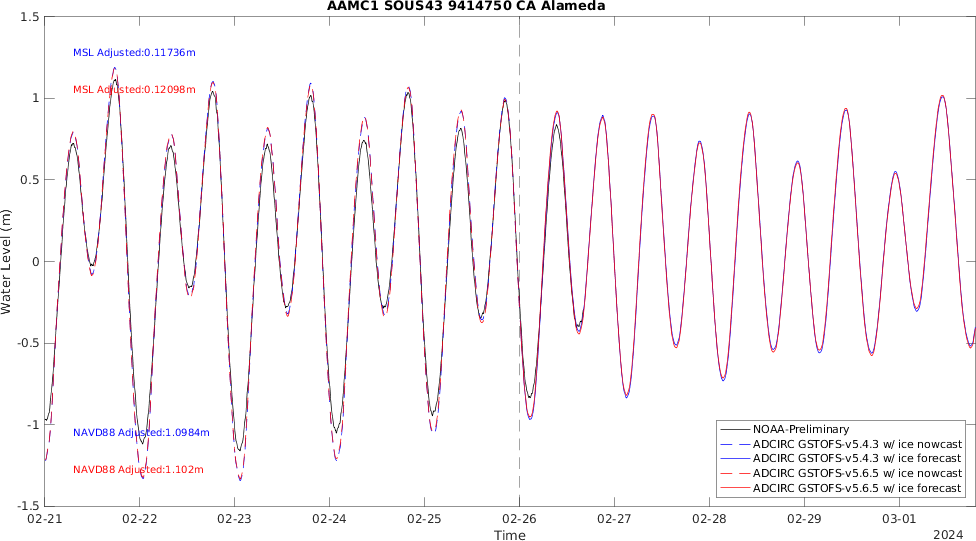 AAMC1 SOUS43 9414750 CA Alameda
1.5
MSL Adjusted:0.11736m
MSL Adjusted:0.12098m
1
0.5
0
-0.5
-1
-1.5
Water Level (m)
NAVD88 Adjusted:1.0984m
NAVD88 Adjusted:1.102m
NOAA-Preliminary
ADCIRC GSTOFS-v5.4.3 w/ ice nowcast
ADCIRC GSTOFS-v5.4.3 w/ ice forecast
ADCIRC GSTOFS-v5.6.5 w/ ice nowcast
ADCIRC GSTOFS-v5.6.5 w/ ice forecast
02-21 02-22 02-23 02-24 02-25 02-26 02-27 02-28 02-29 03-01
Time
2024